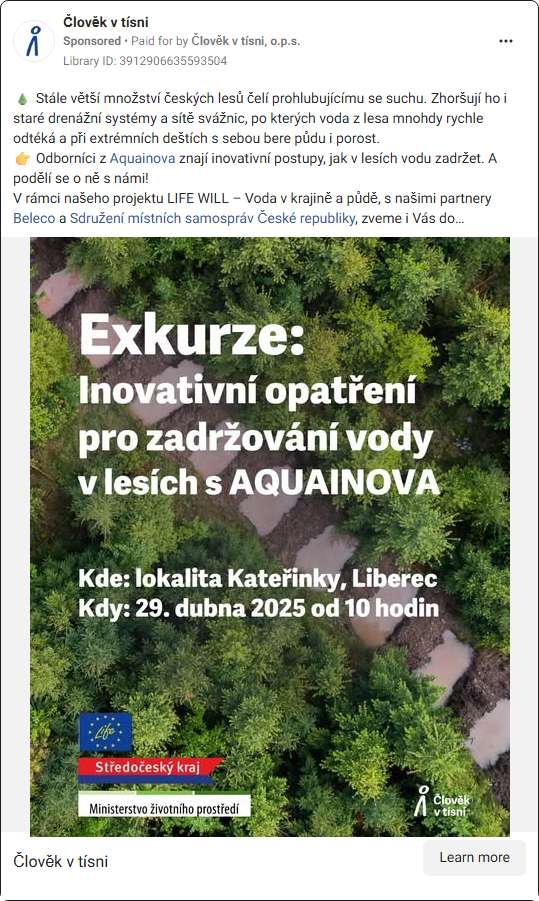 Člověk v tísni
Sponsored • Paid for by Člověk v tísni, o.p.s.
Library ID: 3912906635593504
💧 Stále větší množství českých lesů čelí prohlubujícímu se suchu. Zhoršují ho i
staré drenážní systémy a sítě svážnic, po kterých voda z lesa mnohdy rychle
odtéká a při extrémních deštích s sebou bere půdu i porost.
👉 Odborníci z Aquainova znají inovativní postupy, jak v lesích vodu zadržet. A
podělí se o ně s námi!
V rámci našeho projektu LIFE WILL – Voda v krajině a půdě, s našimi partnery
Beleco a Sdružení místních samospráv České republiky, zveme i Vás do...
Exkurze:
Inovativní opatření
pro zadržování vody
v lesích s AQUAINOVA
Kde: lokalita Kateřinky, Liberec
Kdy: 29. dubna 2025 od 10 hodin
Life
Středočeský kraj
Ministerstvo životního prostředí
Člověk
v tísni
Člověk v tísni
Learn more